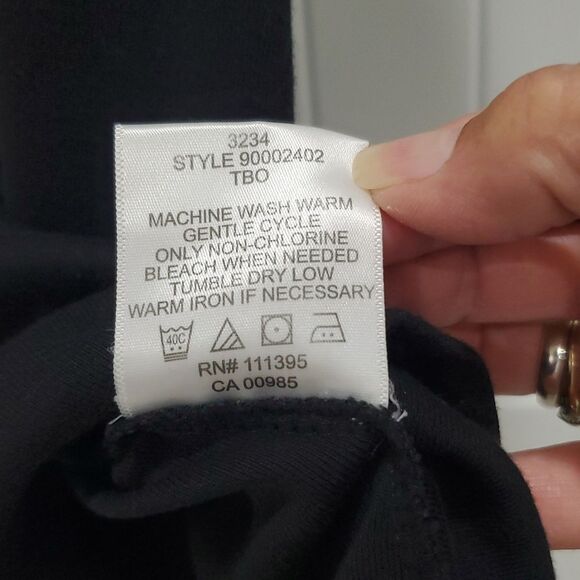 3234
STYLE 90002402
TBO
MACHINE WASH WARM
GENTLE CYCLE
ONLY NON-CHLORINE
BLEACH WHEN NEEDED
TUMBLE DRY LOW
WARM IRON IF NECESSARY
40C
RN# 111395
CA 00985